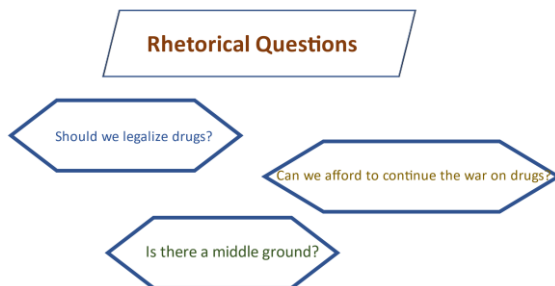 Rhetorical Questions
Should we legalize drugs?
Can we afford to continue the war on drugs?
Is there a middle ground?